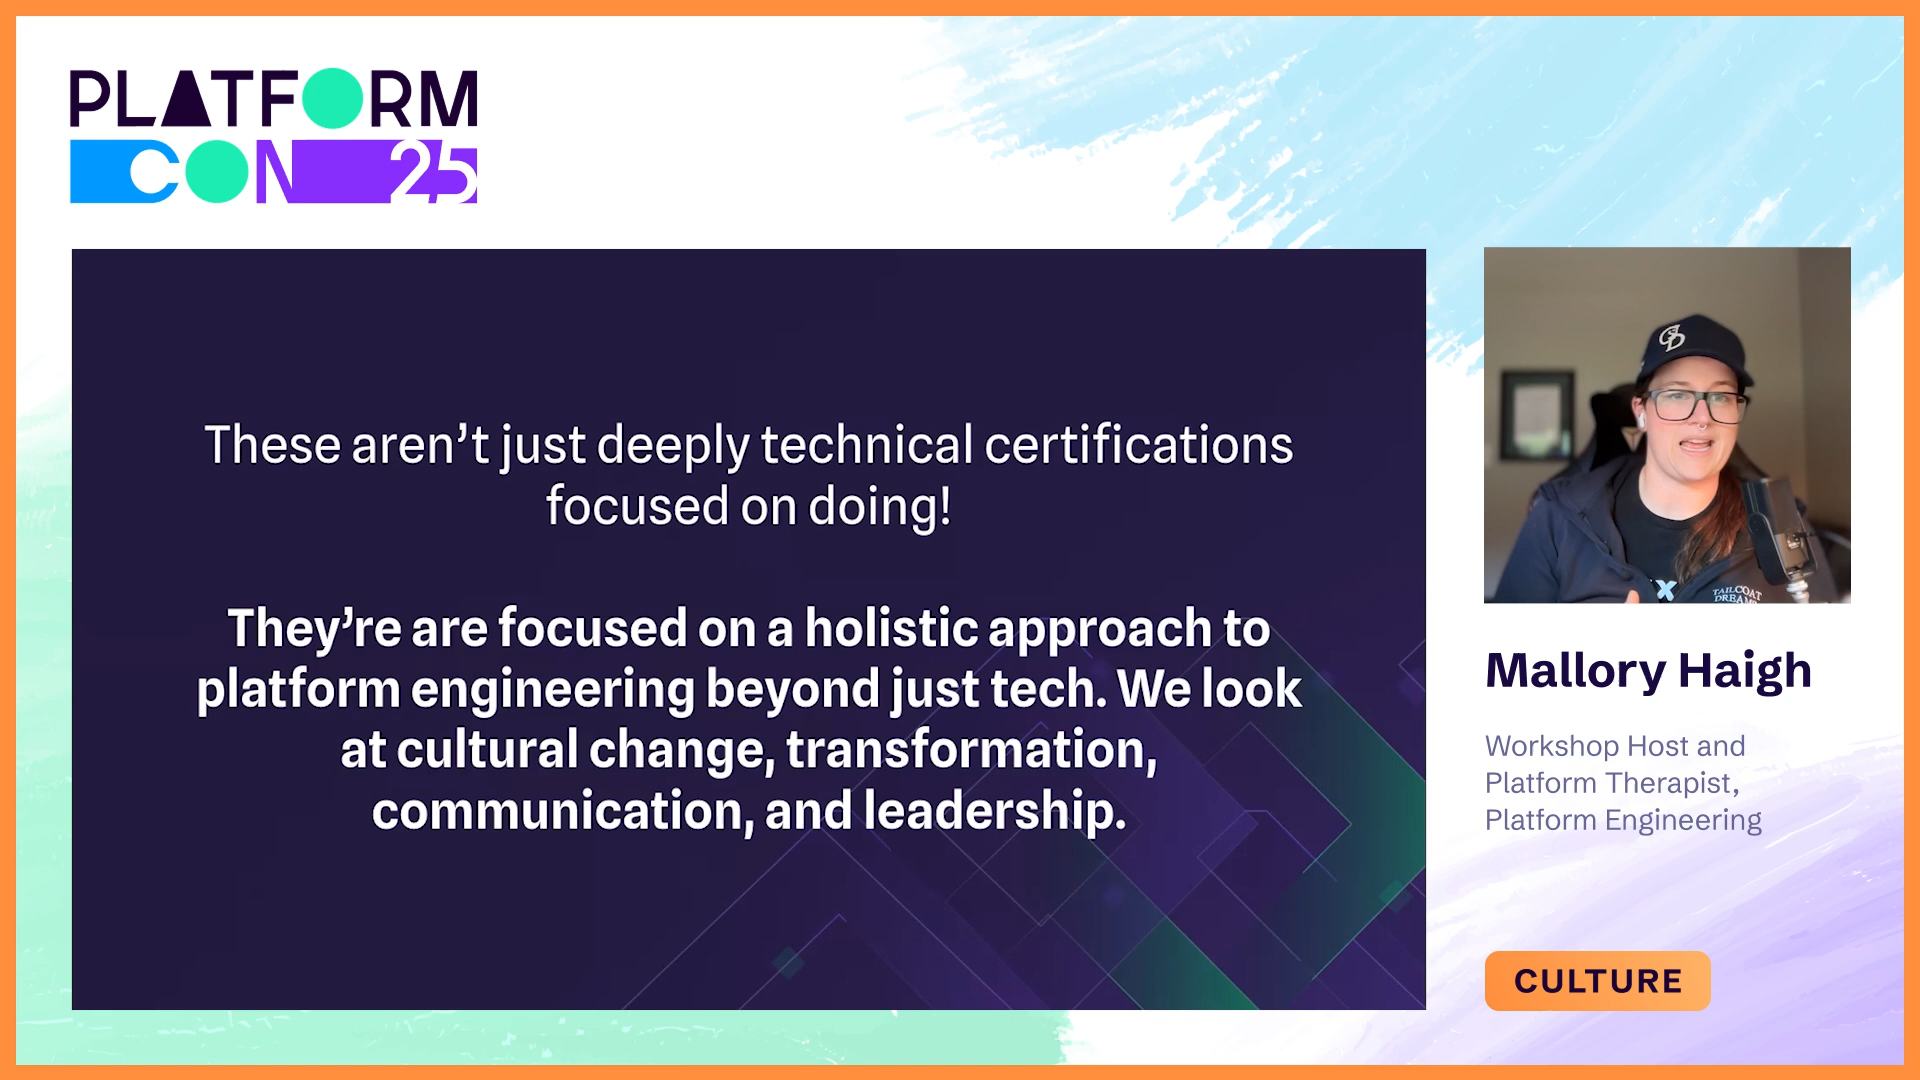 PLATFORM
CON 25
These aren’t just deeply technical certifications
focused on doing!
They’re are focused on a holistic approach to
platform engineering beyond just tech. We look
at cultural change, transformation,
communication, and leadership.
TAILCOAT
Mallory Haigh
Workshop Host and
Platform Therapist,
Platform Engineering
CULTURE